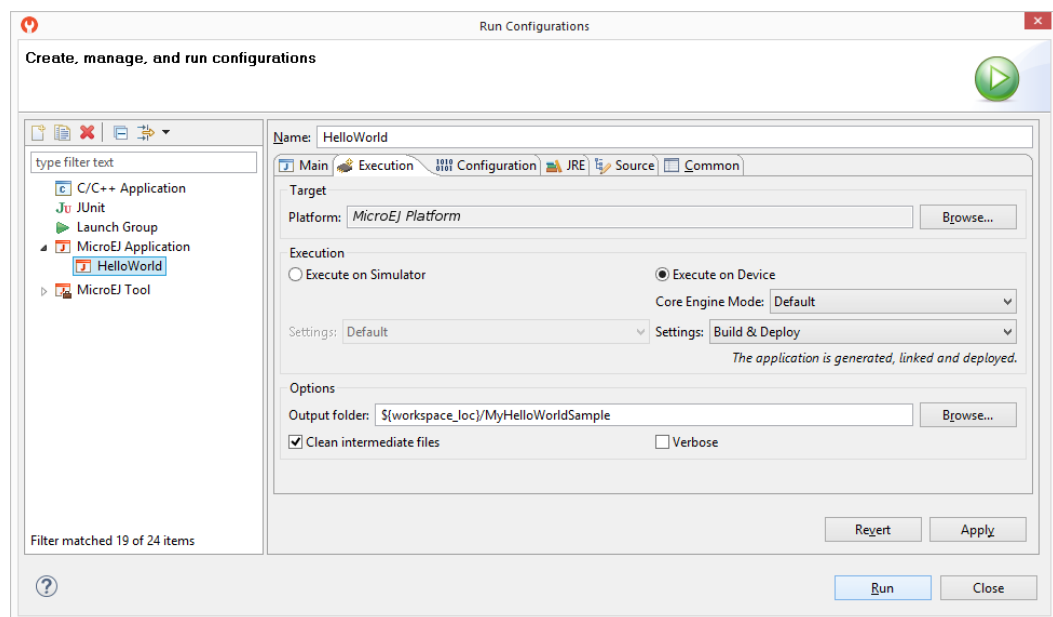 Run Configurations
Create, manage, and run configurations
type filter text
C/C++ Application
JUnit
Launch Group
MicroEJ Application
HelloWorld
MicroEJ Tool
Filter matched 19 of 24 items
Name: HelloWorld
Main Execution Configuration JRE Source Common
Target
Platform: MicroEJ Platform Browse...
Execution
Execute on Simulator Execute on Device
Core Engine Mode: Default
Settings: Default Settings: Build & Deploy
The application is generated, linked and deployed.
Options
Output folder: ${workspace_loc}/MyHelloWorldSample Browse...
Clean intermediate files Verbose
Revert Apply
Run Close